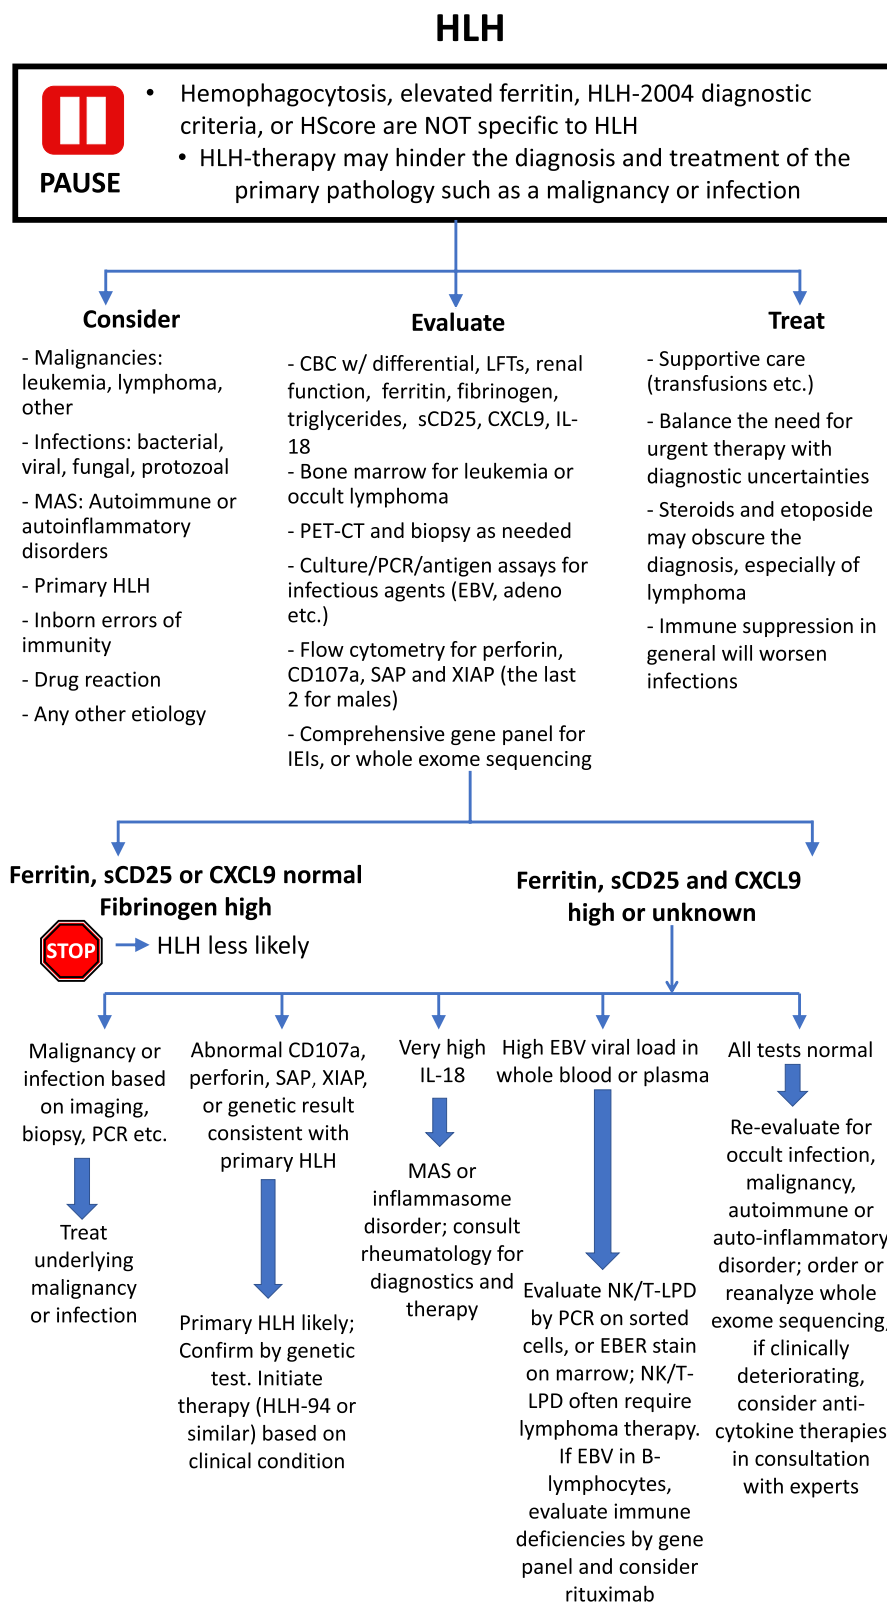 HLH
PAUSE
• Hemophagocytosis, elevated ferritin, HLH-2004 diagnostic
criteria, or HScore are NOT specific to HLH
• HLH-therapy may hinder the diagnosis and treatment of the
primary pathology such as a malignancy or infection
Consider
- Malignancies:
leukemia, lymphoma,
other
- Infections: bacterial,
viral, fungal, protozoal
- MAS: Autoimmune or
autoinflammatory
disorders
- Primary HLH
- Inborn errors of
immunity
- Drug reaction
- Any other etiology
Evaluate
- CBC w/ differential, LFTs, renal
function, ferritin, fibrinogen,
triglycerides, sCD25, CXCL9, IL-
18
- Bone marrow for leukemia or
occult lymphoma
- PET-CT and biopsy as needed
- Culture/PCR/antigen assays for
infectious agents (EBV, adeno
etc.)
- Flow cytometry for perforin,
CD107a, SAP and XIAP (the last
2 for males)
- Comprehensive gene panel for
IEIs, or whole exome sequencing
Treat
- Supportive care
(transfusions etc.)
- Balance the need for
urgent therapy with
diagnostic uncertainties
- Steroids and etoposide
may obscure the
diagnosis, especially of
lymphoma
- Immune suppression in
general will worsen
infections
Ferritin, sCD25 or CXCL9 normal
Fibrinogen high
STOP
HLH less likely
Ferritin, sCD25 and CXCL9
high or unknown
Malignancy or
infection based
on imaging,
biopsy, PCR etc.
Treat
underlying
malignancy
or infection
Abnormal CD107a,
perforin, SAP, XIAP,
or genetic result
consistent with
primary HLH
Primary HLH likely;
Confirm by genetic
test. Initiate
therapy (HLH-94 or
similar) based on
clinical condition
Very high
IL-18
MAS or
inflammasome
disorder; consult
rheumatology for
diagnostics and
therapy
High EBV viral load in
whole blood or plasma
Evaluate NK/T-LPD
by PCR on sorted
cells, or EBER stain
on marrow; NK/T-
LPD often require
lymphoma therapy.
If EBV in B-
lymphocytes,
evaluate immune
deficiencies by gene
panel and consider
rituximab
All tests normal
Re-evaluate for
occult infection,
malignancy,
autoimmune or
auto-inflammatory
disorder; order or
reanalyze whole
exome sequencing,
if clinically
deteriorating,
consider anti-
cytokine therapies
in consultation
with experts